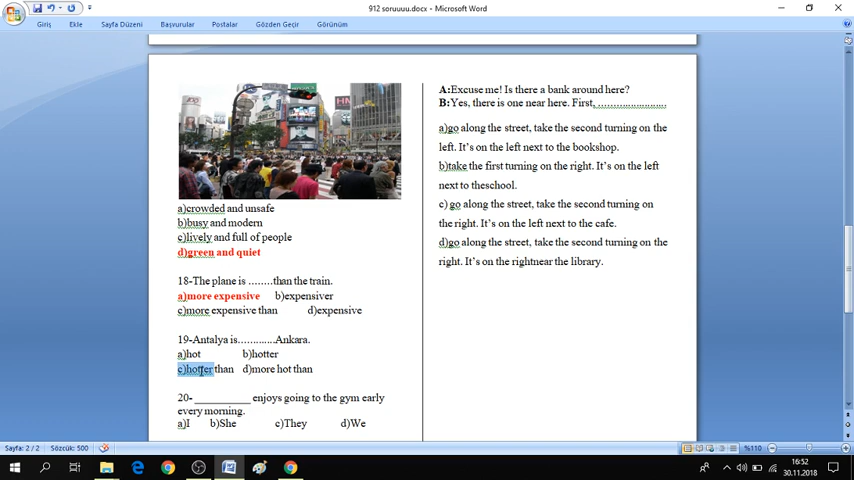 912 soruuuu.docx - Microsoft Word
Giriş Ekle Sayfa Düzeni Başvurular Postalar Gözden Geçir Görünüm
a)crowded and unsafe
b)busy and modern
c)lively and full of people
d)green and quiet
18-The plane is ........than the train.
a)more expensive b)expensiver
c)more expensive than d)expensive
19-Antalya is.............Ankara.
a)hot b)hotter
c)hotter than d)more hot than
20- __________ enjoys going to the gym early
every morning.
a)I b)She c)They d)We
A:Excuse me! Is there a bank around here?
B:Yes, there is one near here. First, ........................
a)go along the street, take the second turning on the
left. It's on the left next to the bookshop.
b)take the first turning on the right. It's on the left
next to theschool.
c) go along the street, take the second turning on
the right. It's on the left next to the cafe.
d)go along the street, take the second turning on the
right. It's on the rightnear the library.
Sayfa: 2 / 2 Sözcük: 500 %110
16:52
30.11.2018